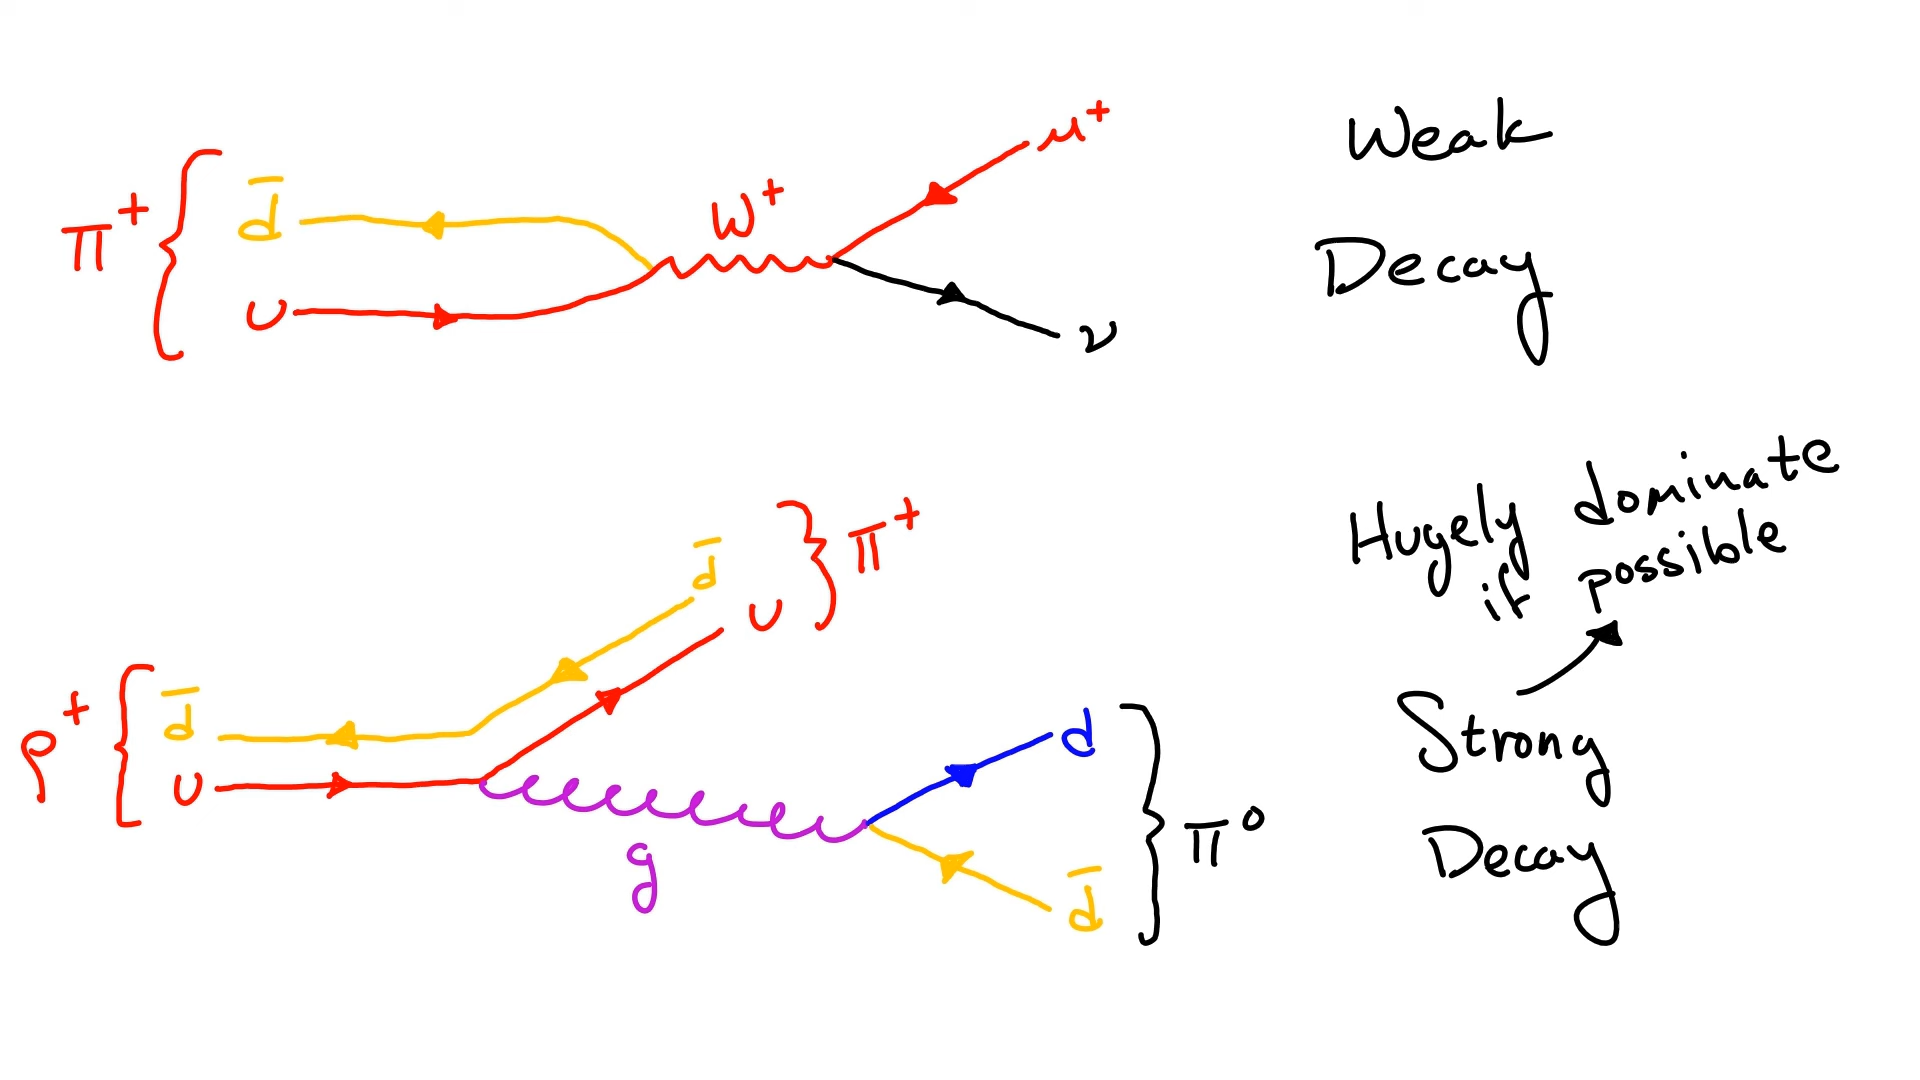 π⁺ { d̄
u
W⁺
μ⁺
ν
Weak
Decay
ρ⁺ { d̄
u
d̄
u } π⁺
g
d
d̄ } π⁰
Hugely dominate
if possible
Strong
Decay